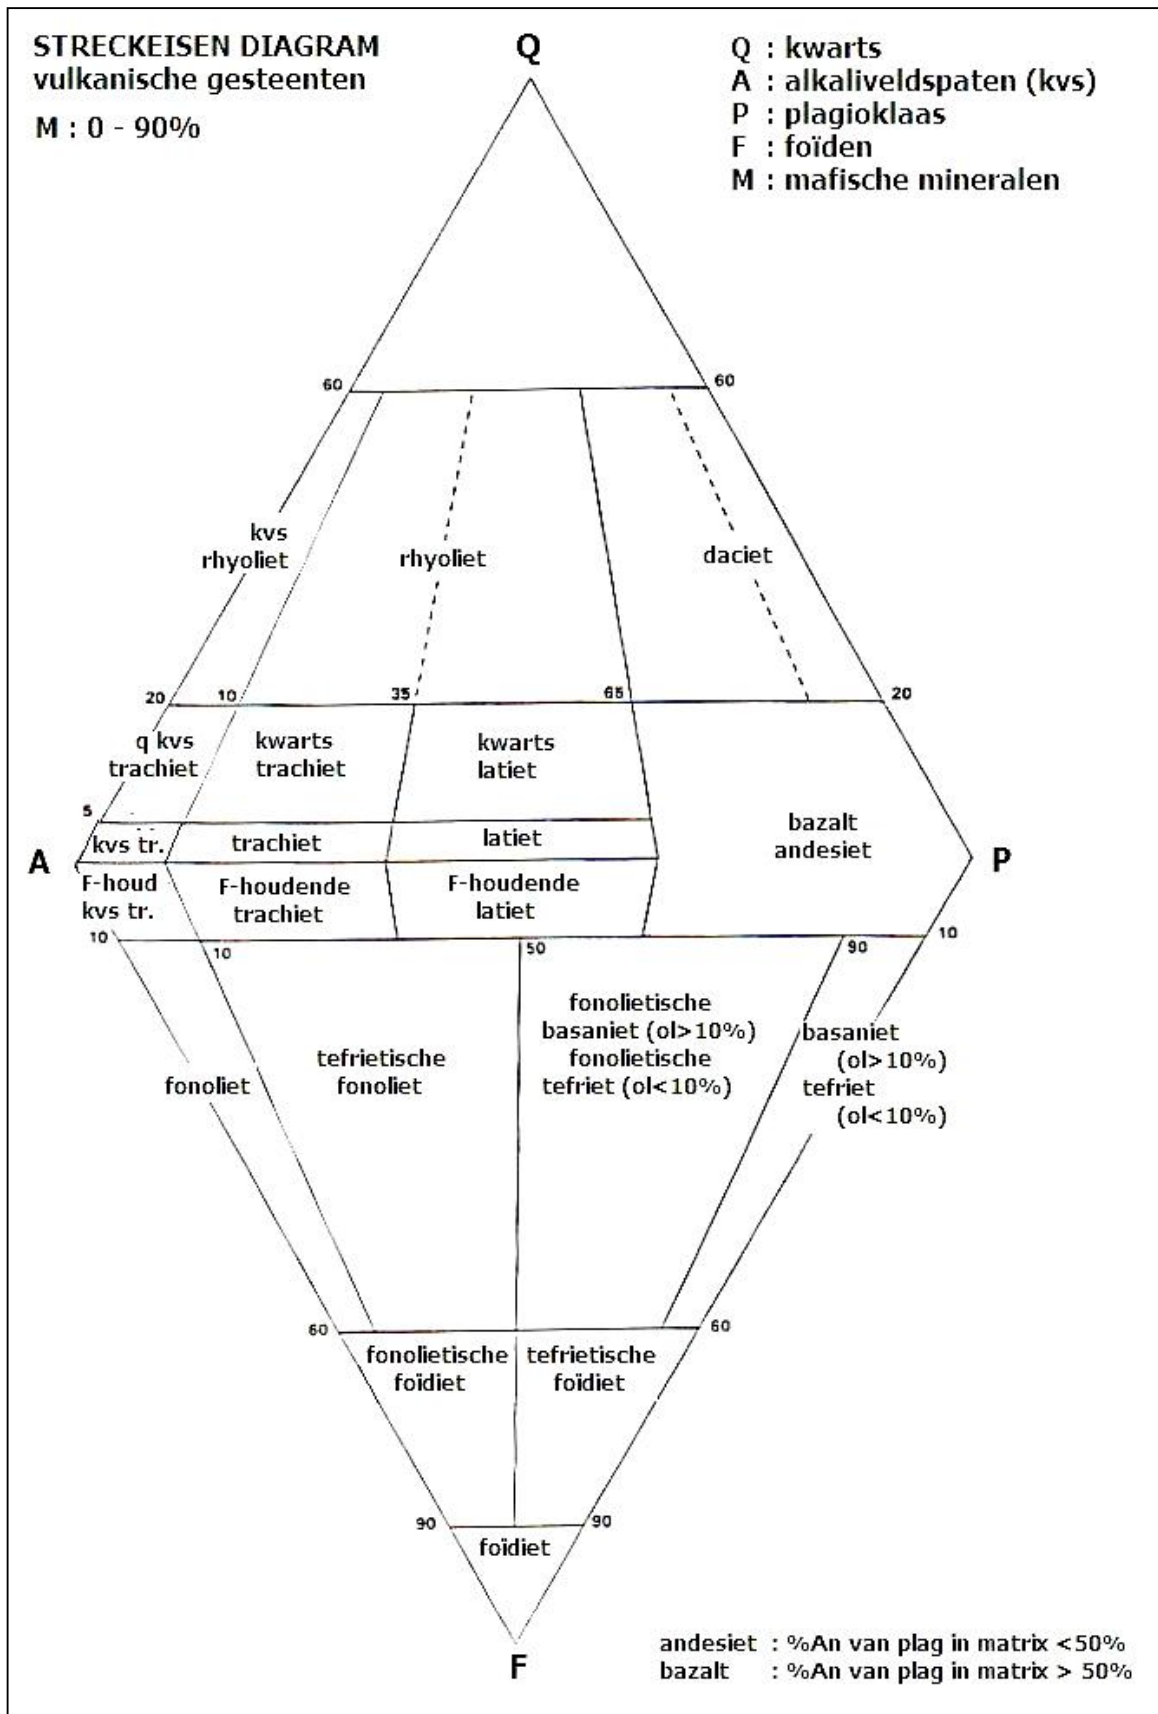 STRECKEISEN DIAGRAM
vulkanische gesteenten
M : 0 - 90%
Q
Q : kwarts
A : alkaliveldspaten (kvs)
P : plagioklaas
F : foïden
M : mafische mineralen
60
60
kvs
rhyoliet
rhyoliet
daciet
20
10
35
65
20
q kvs
trachiet
kwarts
trachiet
kwarts
latiet
5
kvs tr.
trachiet
latiet
bazalt
andesiet
A
P
F-houd
kvs tr.
F-houdende
trachiet
F-houdende
latiet
10
10
50
90
10
fonoliet
tefrietische
fonoliet
fonolietische
basaniet (ol>10%)
fonolietische
tefriet (ol<10%)
basaniet
(ol>10%)
tefriet
(ol<10%)
60
60
fonolietische
foïdiet
tefrietische
foïdiet
90
90
foïdiet
F
andesiet : %An van plag in matrix <50%
bazalt : %An van plag in matrix > 50%